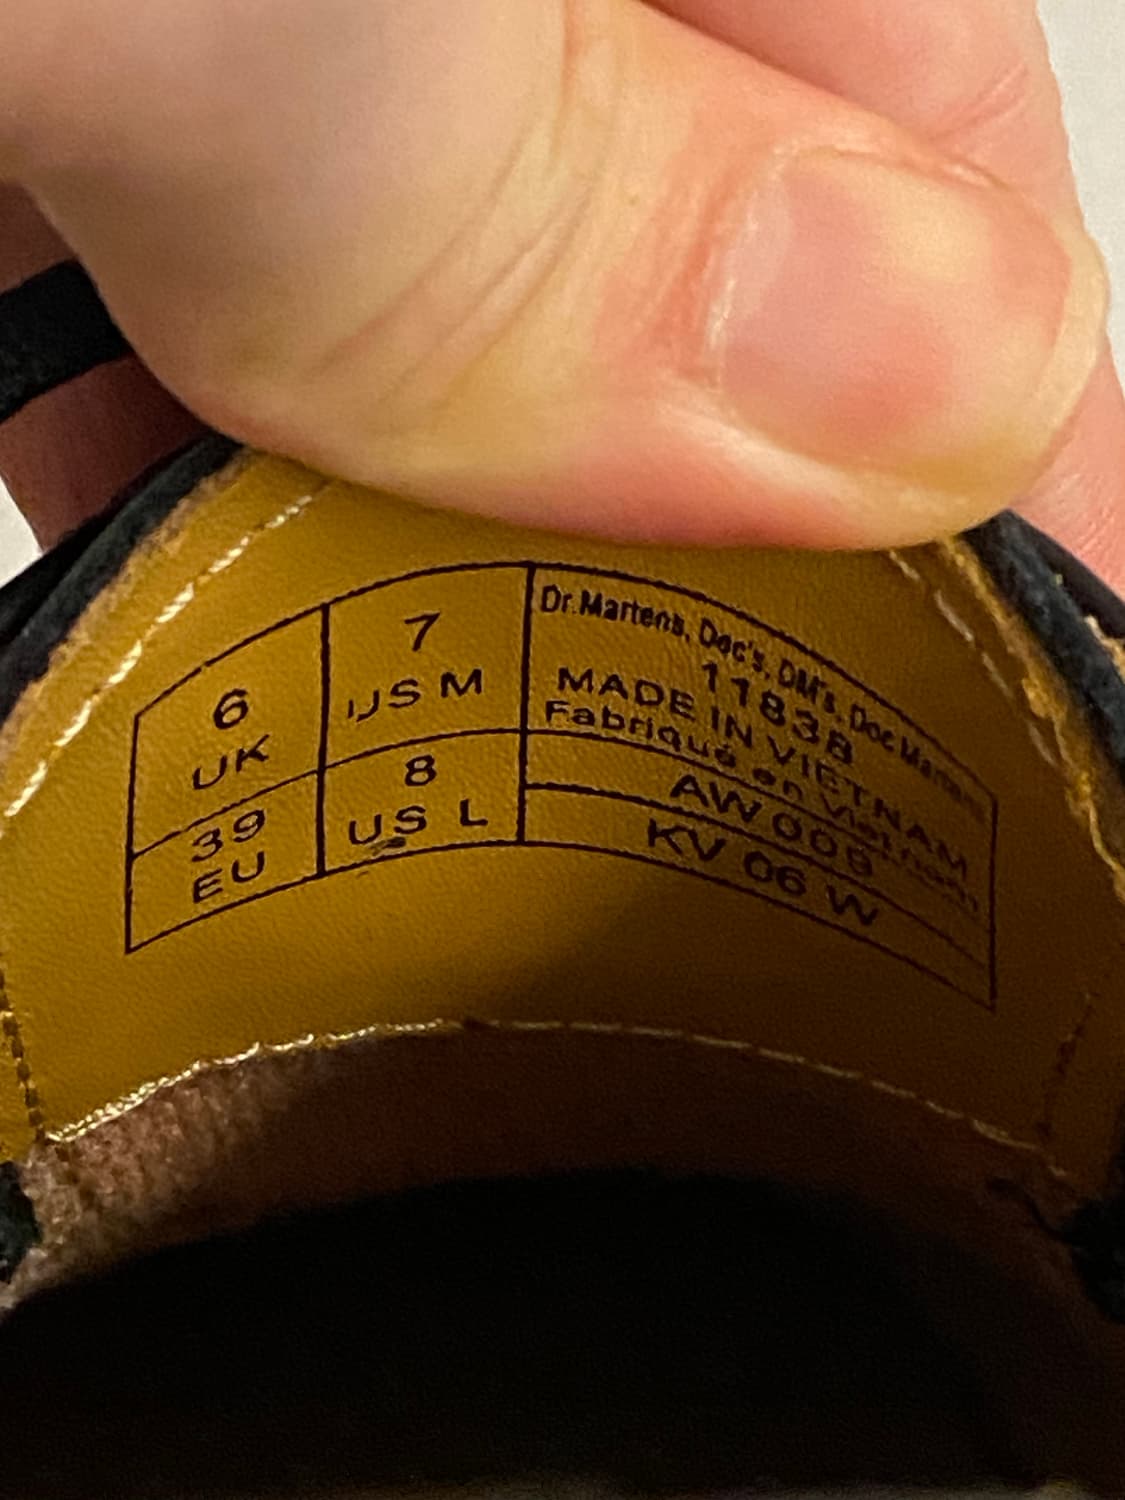 6
UK
7
US M
39
EU
8
US L
Dr.Martens, Doc's, DM's, Doc Martens
11838
MADE IN VIETNAM
Fabriqué en Vietnam
AW006
KV 06 W